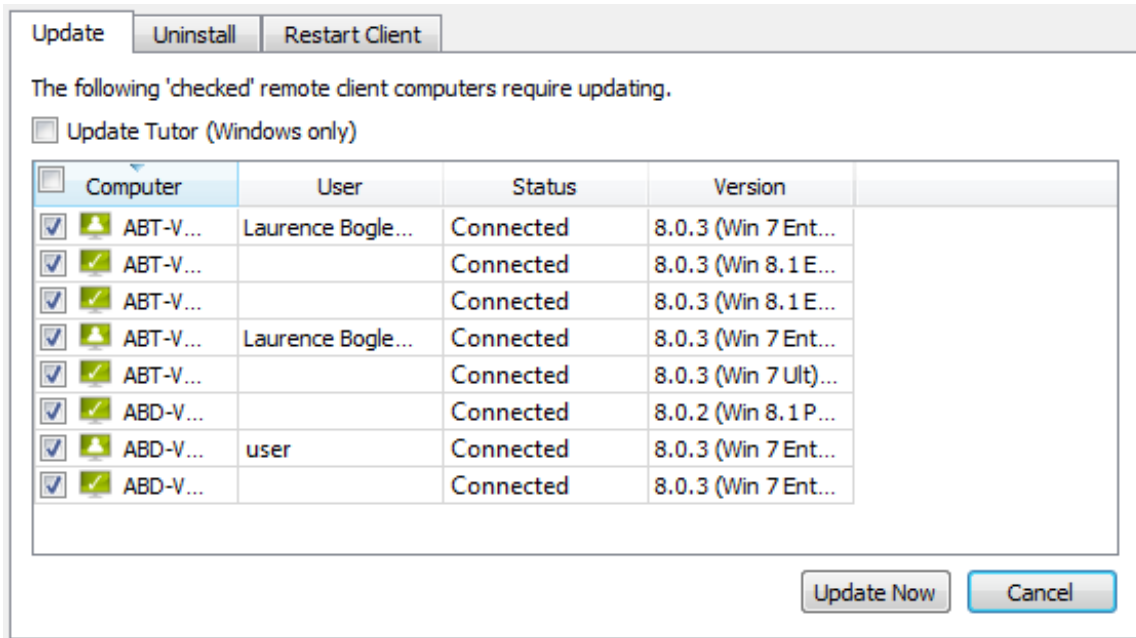 Update Uninstall Restart Client
The following 'checked' remote client computers require updating.
Update Tutor (Windows only)
Computer User Status Version
ABT-V... Laurence Bogle... Connected 8.0.3 (Win 7 Ent...
ABT-V... Connected 8.0.3 (Win 8.1 E...
ABT-V... Connected 8.0.3 (Win 8.1 E...
ABT-V... Laurence Bogle... Connected 8.0.3 (Win 7 Ent...
ABT-V... Connected 8.0.3 (Win 7 Ult)...
ABD-V... Connected 8.0.2 (Win 8.1 P...
ABD-V... user Connected 8.0.3 (Win 7 Ent...
ABD-V... Connected 8.0.3 (Win 7 Ent...
Update Now Cancel